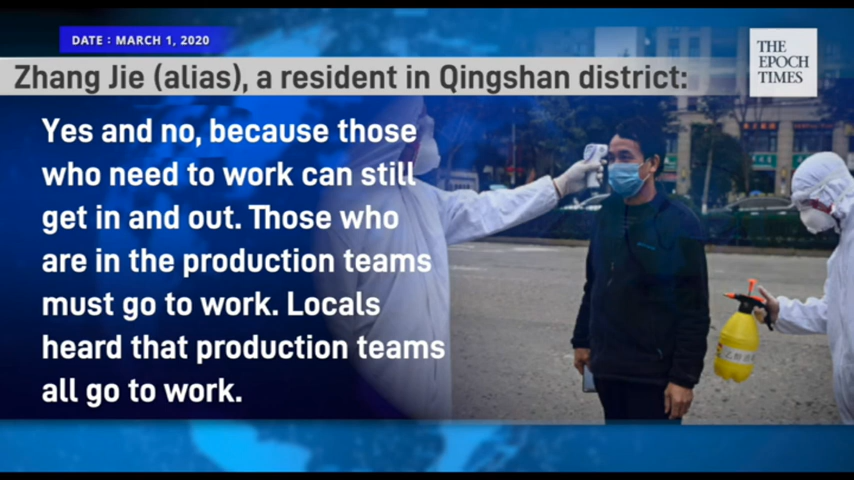 DATE : MARCH 1, 2020
THE
EPOCH
TIMES
Zhang Jie (alias), a resident in Qingshan district:
Yes and no, because those
who need to work can still
get in and out. Those who
are in the production teams
must go to work. Locals
heard that production teams
all go to work.